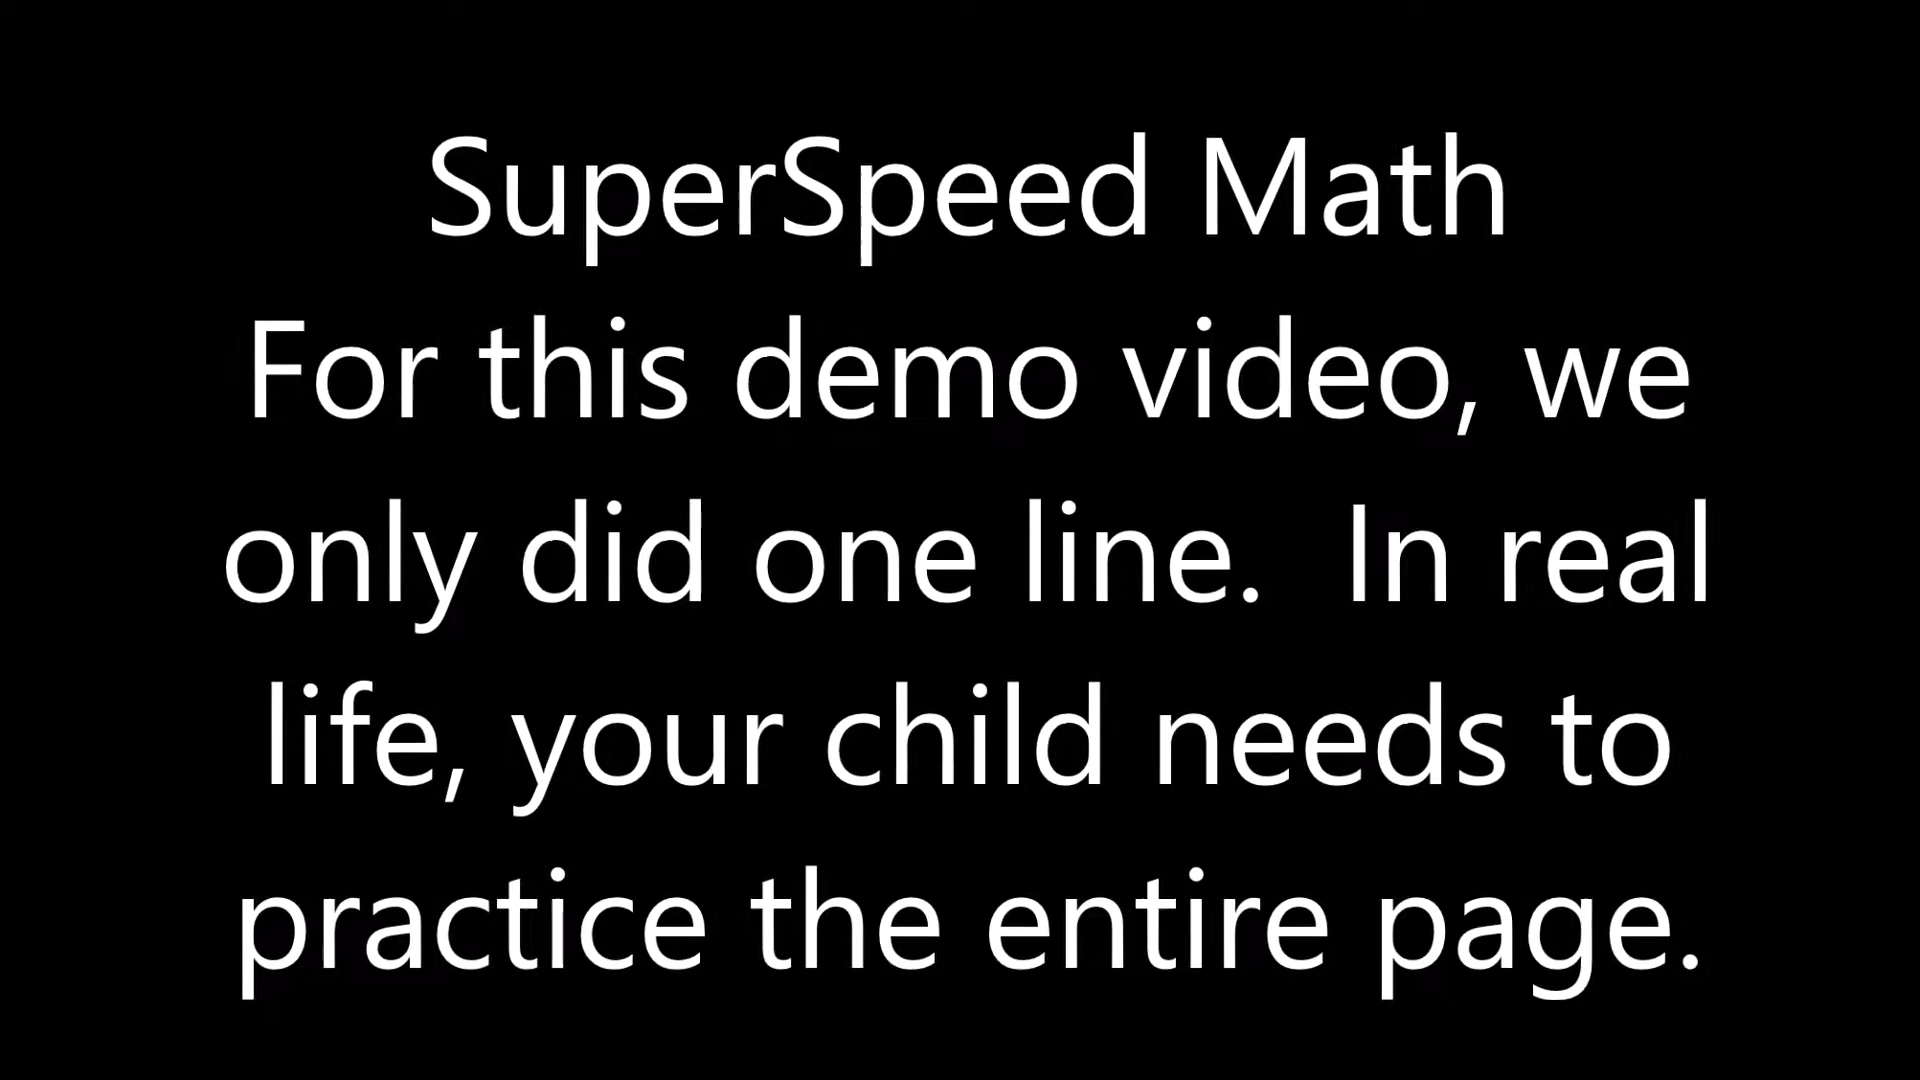 SuperSpeed Math
For this demo video, we
only did one line.  In real
life, your child needs to
practice the entire page.